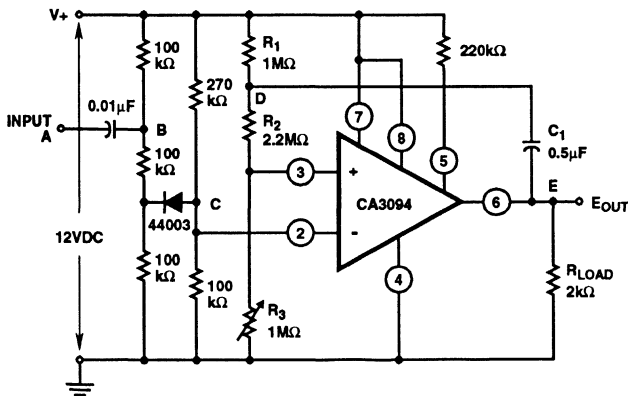 V+
100
kΩ
270
kΩ
R1
1MΩ
220kΩ
INPUT
A
0.01μF
B
D
R2
2.2MΩ
7
8
5
C1
0.5μF
100
kΩ
3
+
CA3094
6
E
EOUT
44003
C
2
-
12VDC
100
kΩ
100
kΩ
4
R3
1MΩ
RLOAD
2kΩ